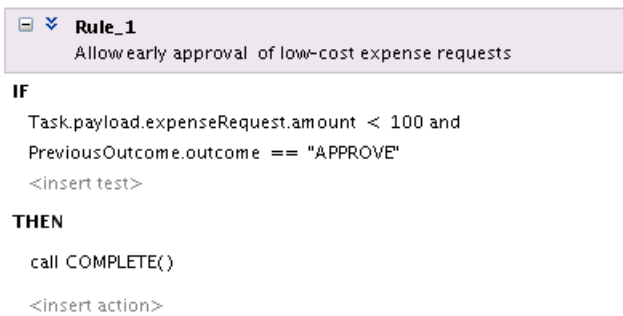 Rule_1
Allow early approval of low-cost expense requests
IF
Task.payload.expenseRequest.amount < 100 and
PreviousOutcome.outcome == "APPROVE"
<insert test>
THEN
call COMPLETE()
<insert action>